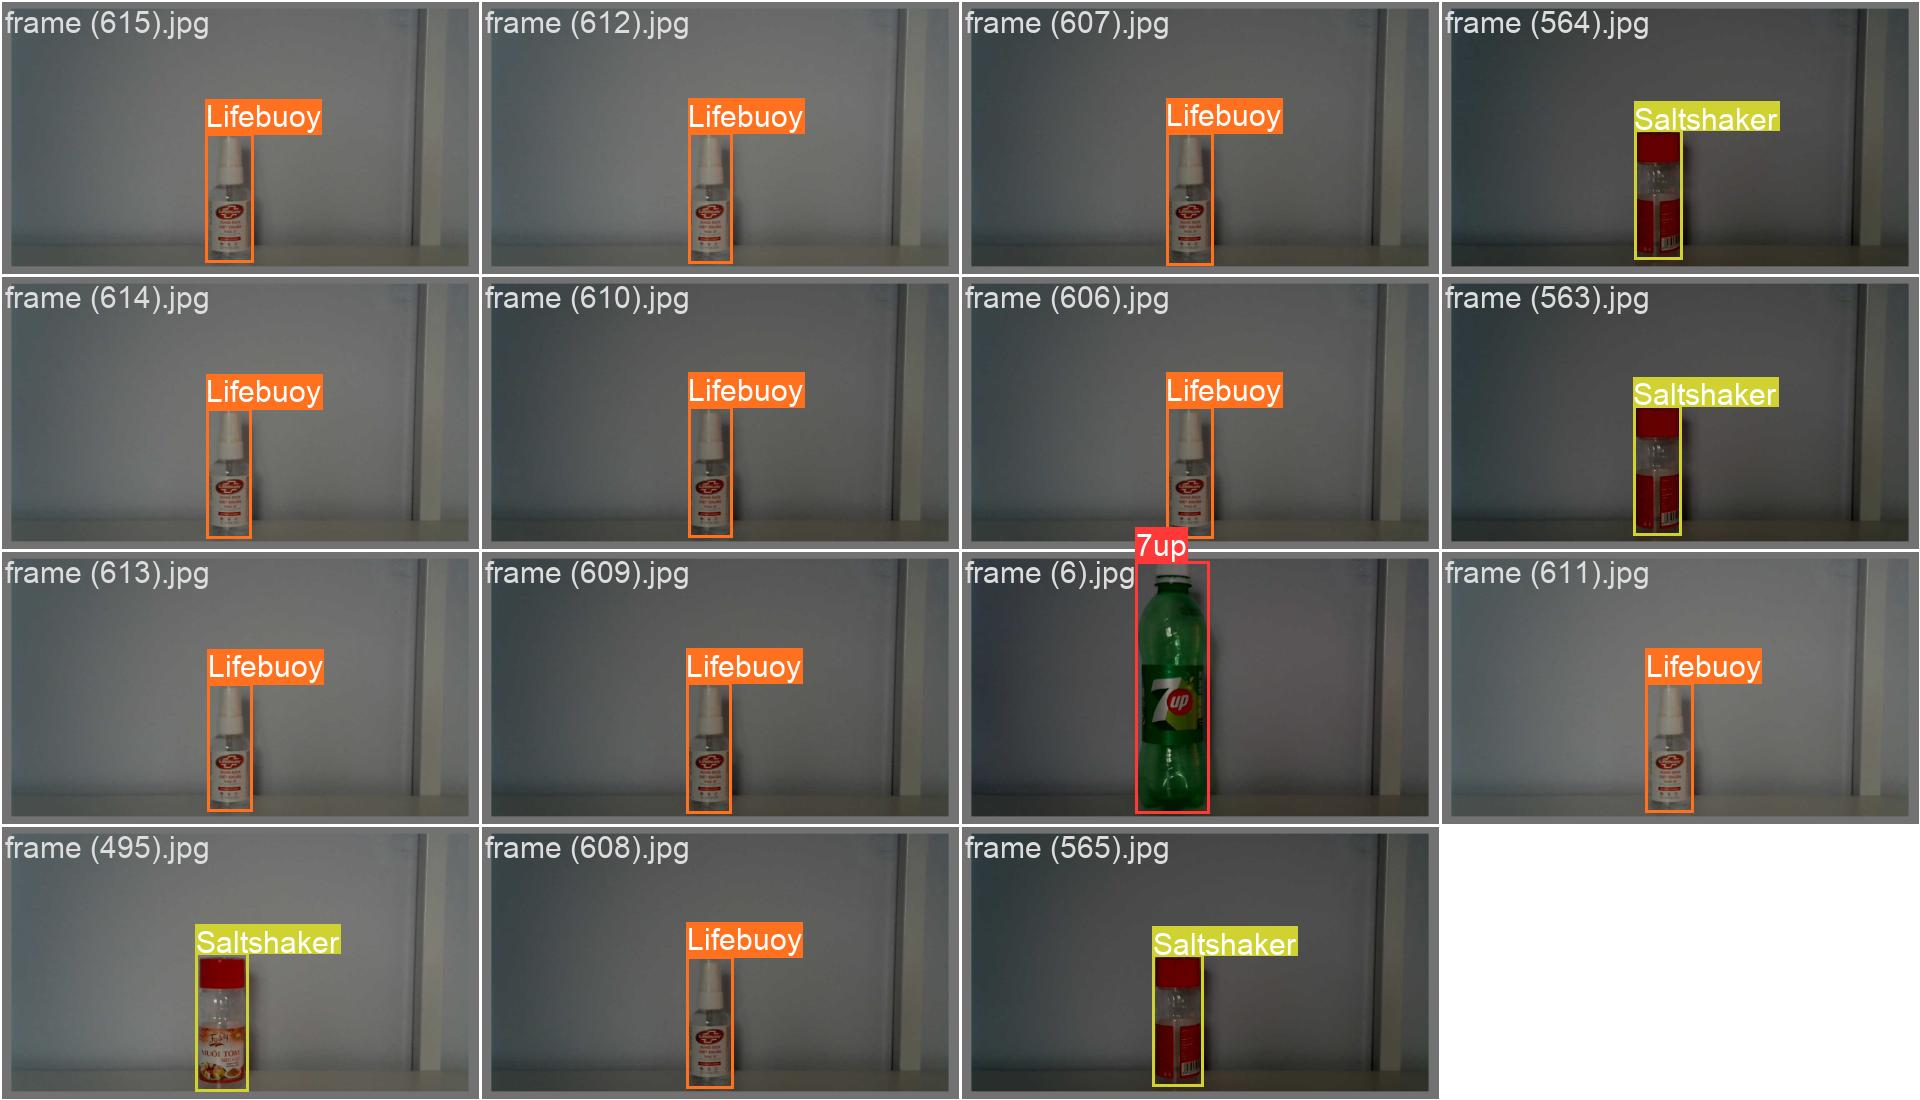 frame (615).jpg
Lifebuoy
frame (612).jpg
Lifebuoy
frame (607).jpg
Lifebuoy
frame (564).jpg
Saltshaker
frame (614).jpg
Lifebuoy
frame (610).jpg
Lifebuoy
frame (606).jpg
Lifebuoy
frame (563).jpg
Saltshaker
frame (613).jpg
Lifebuoy
frame (609).jpg
Lifebuoy
frame (6).jpg
7up
7up
frame (611).jpg
Lifebuoy
frame (495).jpg
Saltshaker
MUỐI TÔM
frame (608).jpg
Lifebuoy
frame (565).jpg
Saltshaker